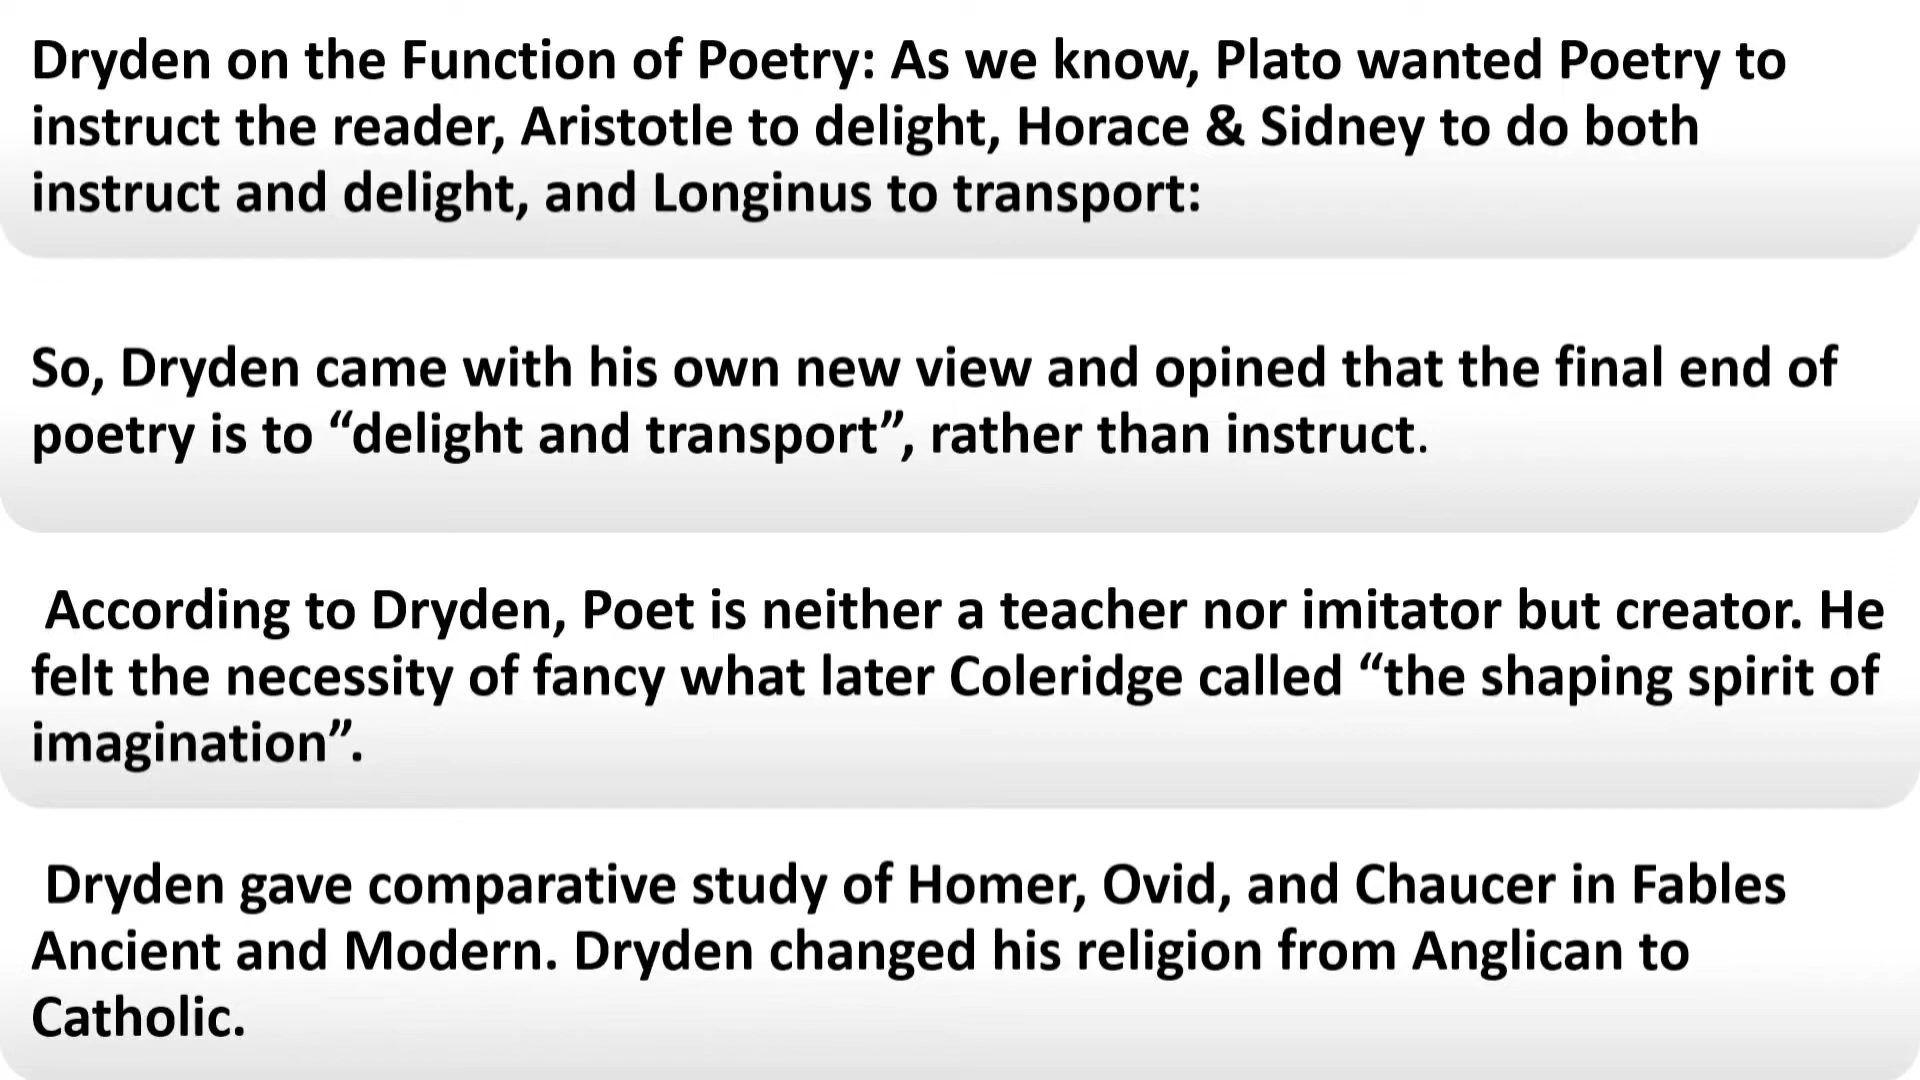 Dryden on the Function of Poetry: As we know, Plato wanted Poetry to
instruct the reader, Aristotle to delight, Horace & Sidney to do both
instruct and delight, and Longinus to transport:
So, Dryden came with his own new view and opined that the final end of
poetry is to “delight and transport”, rather than instruct.
According to Dryden, Poet is neither a teacher nor imitator but creator. He
felt the necessity of fancy what later Coleridge called “the shaping spirit of
imagination”.
Dryden gave comparative study of Homer, Ovid, and Chaucer in Fables
Ancient and Modern. Dryden changed his religion from Anglican to
Catholic.